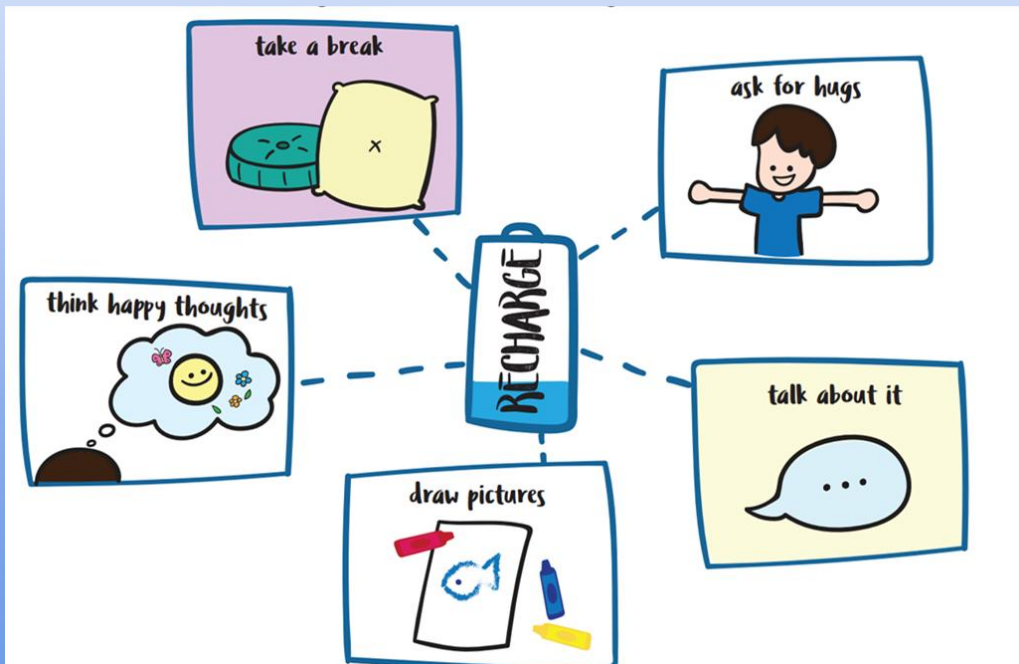 take a break
ask for hugs
RECHARGE
think happy thoughts
talk about it
draw pictures